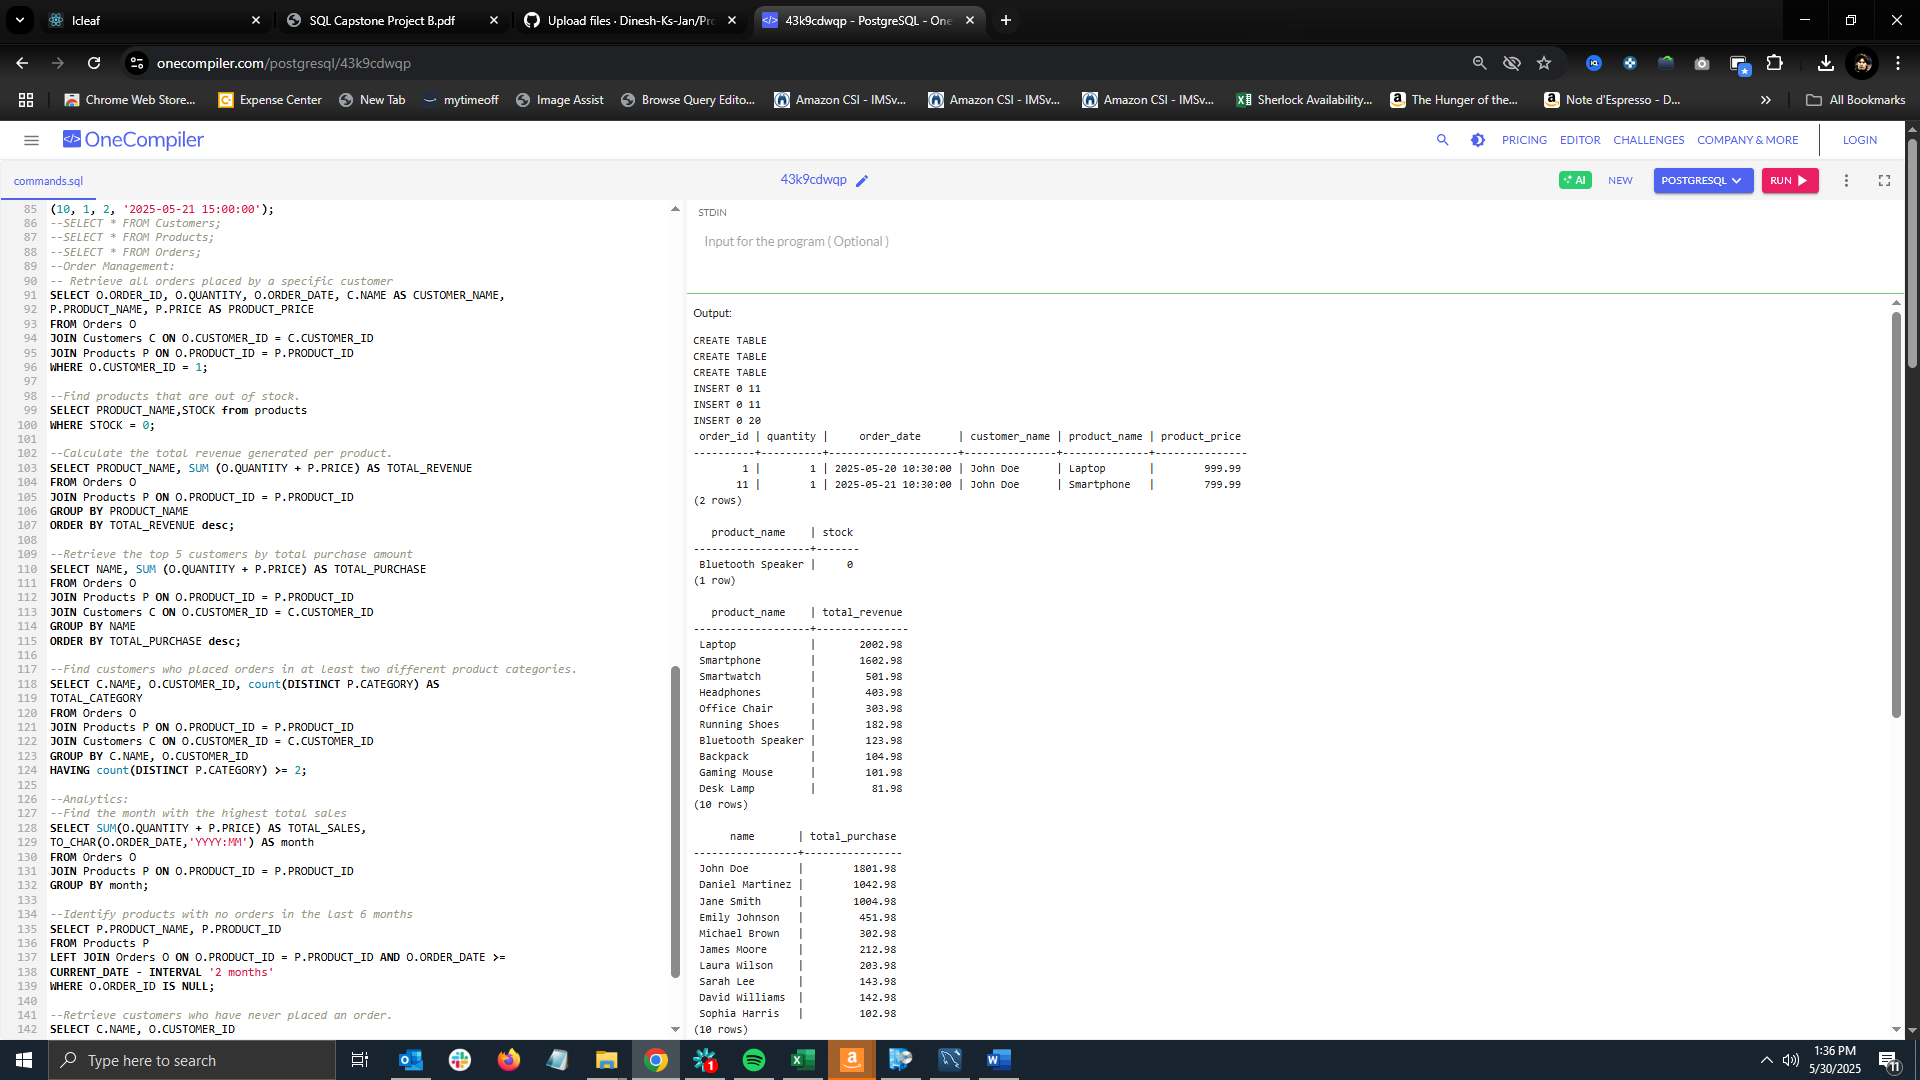 lcleaf
SQL Capstone Project B.pdf
Upload files · Dinesh-Ks-Jan/Pro
43k9cdwqp - PostgreSQL - One
onecompiler.com/postgresql/43k9cdwqp
Chrome Web Store...
Expense Center
New Tab
mytimeoff
Image Assist
Browse Query Edito...
Amazon CSI - IMSv...
Amazon CSI - IMSv...
Amazon CSI - IMSv...
Sherlock Availability...
The Hunger of the...
Note d'Espresso - D...
All Bookmarks
OneCompiler
PRICING
EDITOR
CHALLENGES
COMPANY & MORE
LOGIN
commands.sql
43k9cdwqp
AI
NEW
POSTGRESQL
RUN
85 (10, 1, 2, '2025-05-21 15:00:00');
86 --SELECT * FROM Customers;
87 --SELECT * FROM Products;
88 --SELECT * FROM Orders;
89 --Order Management:
90 -- Retrieve all orders placed by a specific customer
91 SELECT O.ORDER_ID, O.QUANTITY, O.ORDER_DATE, C.NAME AS CUSTOMER_NAME,
92 P.PRODUCT_NAME, P.PRICE AS PRODUCT_PRICE
93 FROM Orders O
94 JOIN Customers C ON O.CUSTOMER_ID = C.CUSTOMER_ID
95 JOIN Products P ON O.PRODUCT_ID = P.PRODUCT_ID
96 WHERE O.CUSTOMER_ID = 1;
97
98 --Find products that are out of stock.
99 SELECT PRODUCT_NAME,STOCK from products
100 WHERE STOCK = 0;
101
102 --Calculate the total revenue generated per product.
103 SELECT PRODUCT_NAME, SUM (O.QUANTITY + P.PRICE) AS TOTAL_REVENUE
104 FROM Orders O
105 JOIN Products P ON O.PRODUCT_ID = P.PRODUCT_ID
106 GROUP BY PRODUCT_NAME
107 ORDER BY TOTAL_REVENUE desc;
108
109 --Retrieve the top 5 customers by total purchase amount
110 SELECT NAME, SUM (O.QUANTITY + P.PRICE) AS TOTAL_PURCHASE
111 FROM Orders O
112 JOIN Products P ON O.PRODUCT_ID = P.PRODUCT_ID
113 JOIN Customers C ON O.CUSTOMER_ID = C.CUSTOMER_ID
114 GROUP BY NAME
115 ORDER BY TOTAL_PURCHASE desc;
116
117 --Find customers who placed orders in at least two different product categories.
118 SELECT C.NAME, O.CUSTOMER_ID, count(DISTINCT P.CATEGORY) AS
119 TOTAL_CATEGORY
120 FROM Orders O
121 JOIN Products P ON O.PRODUCT_ID = P.PRODUCT_ID
122 JOIN Customers C ON O.CUSTOMER_ID = C.CUSTOMER_ID
123 GROUP BY C.NAME, O.CUSTOMER_ID
124 HAVING count(DISTINCT P.CATEGORY) >= 2;
125
126 --Analytics:
127 --Find the month with the highest total sales
128 SELECT SUM(O.QUANTITY + P.PRICE) AS TOTAL_SALES,
129 TO_CHAR(O.ORDER_DATE,'YYYY:MM') AS month
130 FROM Orders O
131 JOIN Products P ON O.PRODUCT_ID = P.PRODUCT_ID
132 GROUP BY month;
133
134 --Identify products with no orders in the last 6 months
135 SELECT P.PRODUCT_NAME, P.PRODUCT_ID
136 FROM Products P
137 LEFT JOIN Orders O ON O.PRODUCT_ID = P.PRODUCT_ID AND O.ORDER_DATE >=
138 CURRENT_DATE - INTERVAL '2 months'
139 WHERE O.ORDER_ID IS NULL;
140
141 --Retrieve customers who have never placed an order.
142 SELECT C.NAME, O.CUSTOMER_ID
STDIN
Input for the program ( Optional )
Output:
CREATE TABLE
CREATE TABLE
CREATE TABLE
INSERT 0 11
INSERT 0 11
INSERT 0 20
order_id | quantity | order_date | customer_name | product_name | product_price
----------+----------+---------------------+---------------+--------------+---------------
1 | 1 | 2025-05-20 10:30:00 | John Doe | Laptop | 999.99
11 | 1 | 2025-05-21 10:30:00 | John Doe | Smartphone | 799.99
(2 rows)
product_name | stock
-------------------+-------
Bluetooth Speaker | 0
(1 row)
product_name | total_revenue
-------------------+---------------
Laptop | 2002.98
Smartphone | 1602.98
Smartwatch | 501.98
Headphones | 403.98
Office Chair | 303.98
Running Shoes | 182.98
Bluetooth Speaker | 123.98
Backpack | 104.98
Gaming Mouse | 101.98
Desk Lamp | 81.98
(10 rows)
name | total_purchase
-----------------+----------------
John Doe | 1801.98
Daniel Martinez | 1042.98
Jane Smith | 1004.98
Emily Johnson | 451.98
Michael Brown | 302.98
James Moore | 212.98
Laura Wilson | 203.98
Sarah Lee | 143.98
David Williams | 142.98
Sophia Harris | 102.98
(10 rows)
Type here to search
1:36 PM
5/30/2025
11